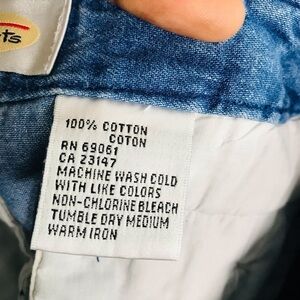 ts
100% COTTON
COTON
RN 69061
CA 23147
MACHINE WASH COLD
WITH LIKE COLORS
NON-CHLORINE BLEACH
TUMBLE DRY MEDIUM
WARM IRON